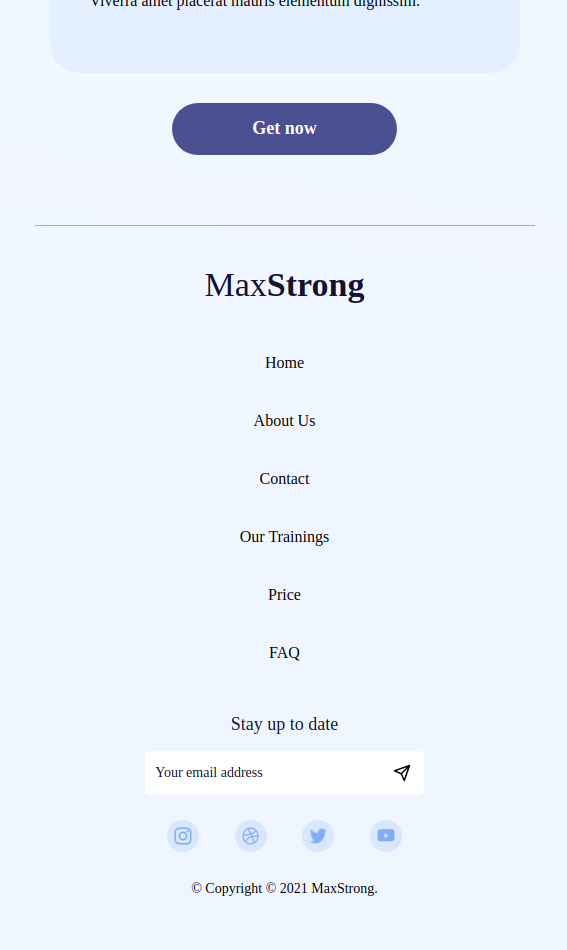 viverra amet placerat mauris elementum dignissim.
Get now
MaxStrong
Home
About Us
Contact
Our Trainings
Price
FAQ
Stay up to date
Your email address
© Copyright © 2021 MaxStrong.